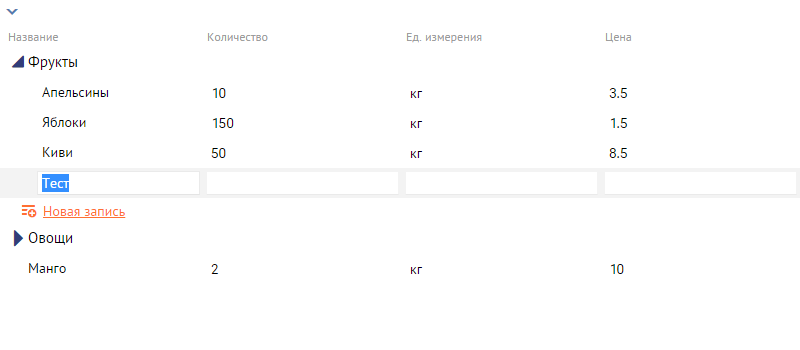 Название Количество Ед. измерения Цена
Фрукты
Апельсины 10 кг 3.5
Яблоки 150 кг 1.5
Киви 50 кг 8.5
Тест
Новая запись
Овощи
Манго 2 кг 10